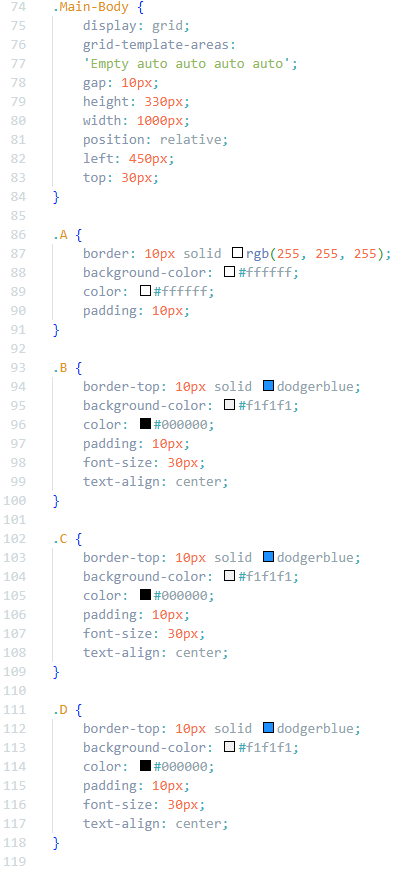 74 .Main-Body {
75     display: grid;
76     grid-template-areas:
77     'Empty auto auto auto auto';
78     gap: 10px;
79     height: 330px;
80     width: 1000px;
81     position: relative;
82     left: 450px;
83     top: 30px;
84 }
85
86 .A {
87     border: 10px solid rgb(255, 255, 255);
88     background-color: #ffffff;
89     color: #ffffff;
90     padding: 10px;
91 }
92
93 .B {
94     border-top: 10px solid dodgerblue;
95     background-color: #f1f1f1;
96     color: #000000;
97     padding: 10px;
98     font-size: 30px;
99     text-align: center;
100 }
101
102 .C {
103     border-top: 10px solid dodgerblue;
104     background-color: #f1f1f1;
105     color: #000000;
106     padding: 10px;
107     font-size: 30px;
108     text-align: center;
109 }
110
111 .D {
112     border-top: 10px solid dodgerblue;
113     background-color: #f1f1f1;
114     color: #000000;
115     padding: 10px;
116     font-size: 30px;
117     text-align: center;
118 }
119